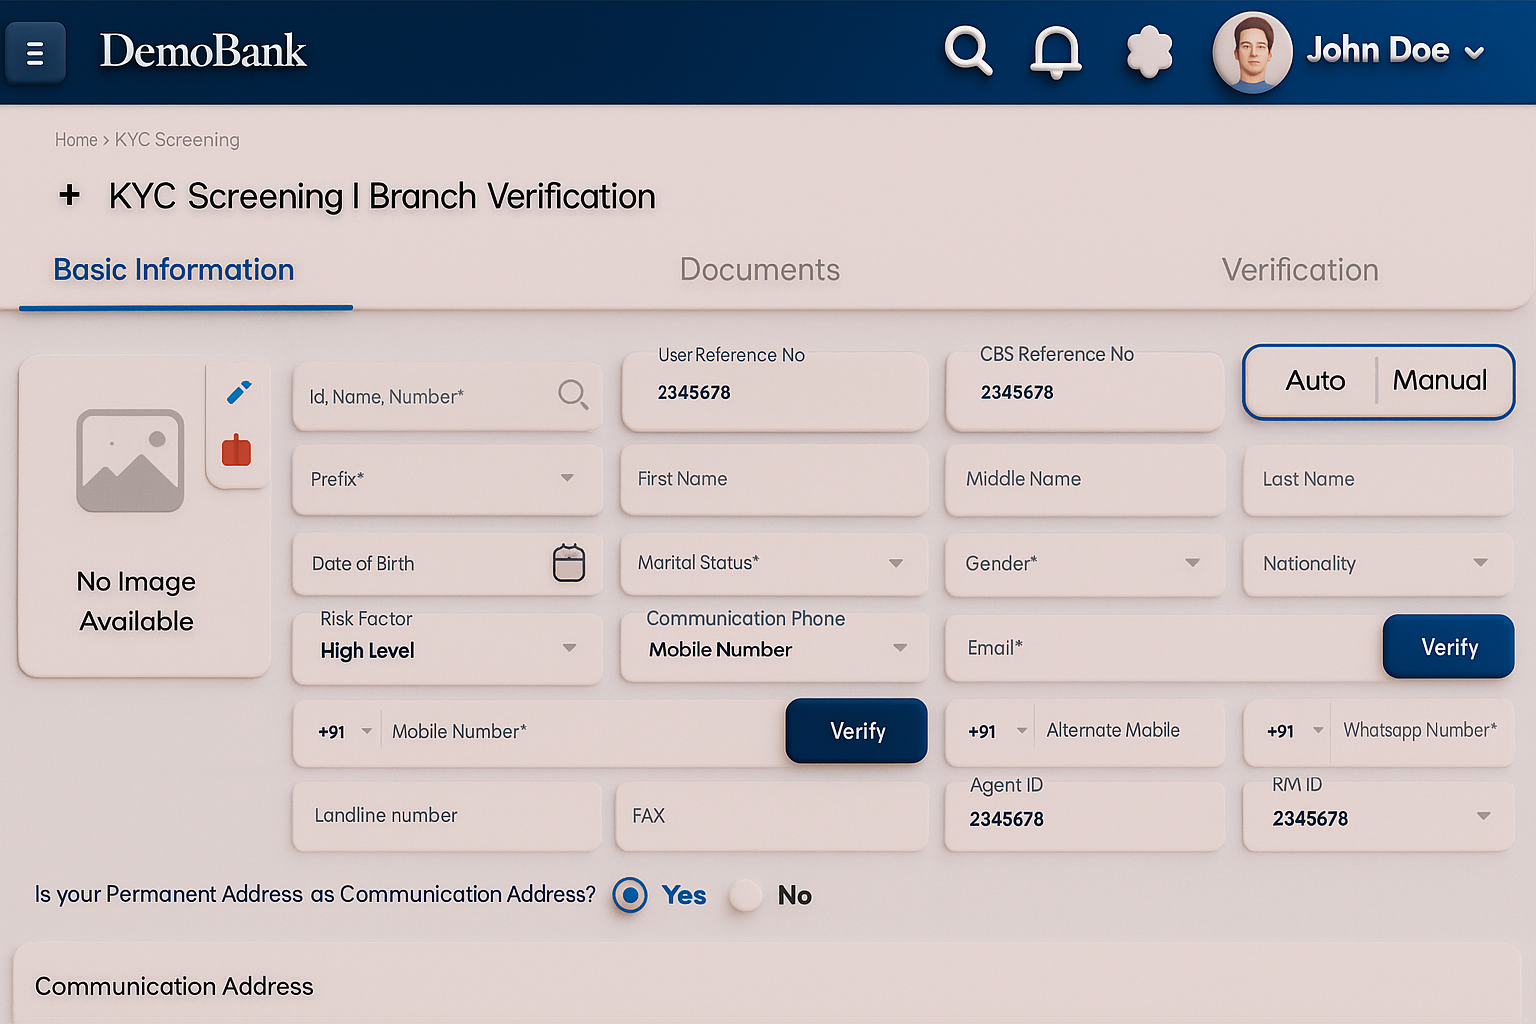 DemoBank
John Doe
Home › KYC Screening
+ KYC Screening | Branch Verification
Basic Information
Documents
Verification
No Image
Available
Id, Name, Number*
User Reference No
2345678
CBS Reference No
2345678
Auto
Manual
Prefix*
First Name
Middle Name
Last Name
Date of Birth
Marital Status*
Gender*
Nationality
Risk Factor
High Level
Communication Phone
Mobile Number
Email*
Verify
+91
Mobile Number*
Verify
+91
Alternate Mabile
+91
Whatsapp Number*
Landline number
FAX
Agent ID
2345678
RM ID
2345678
Is your Permanent Address as Communication Address?
Yes
No
Communication Address